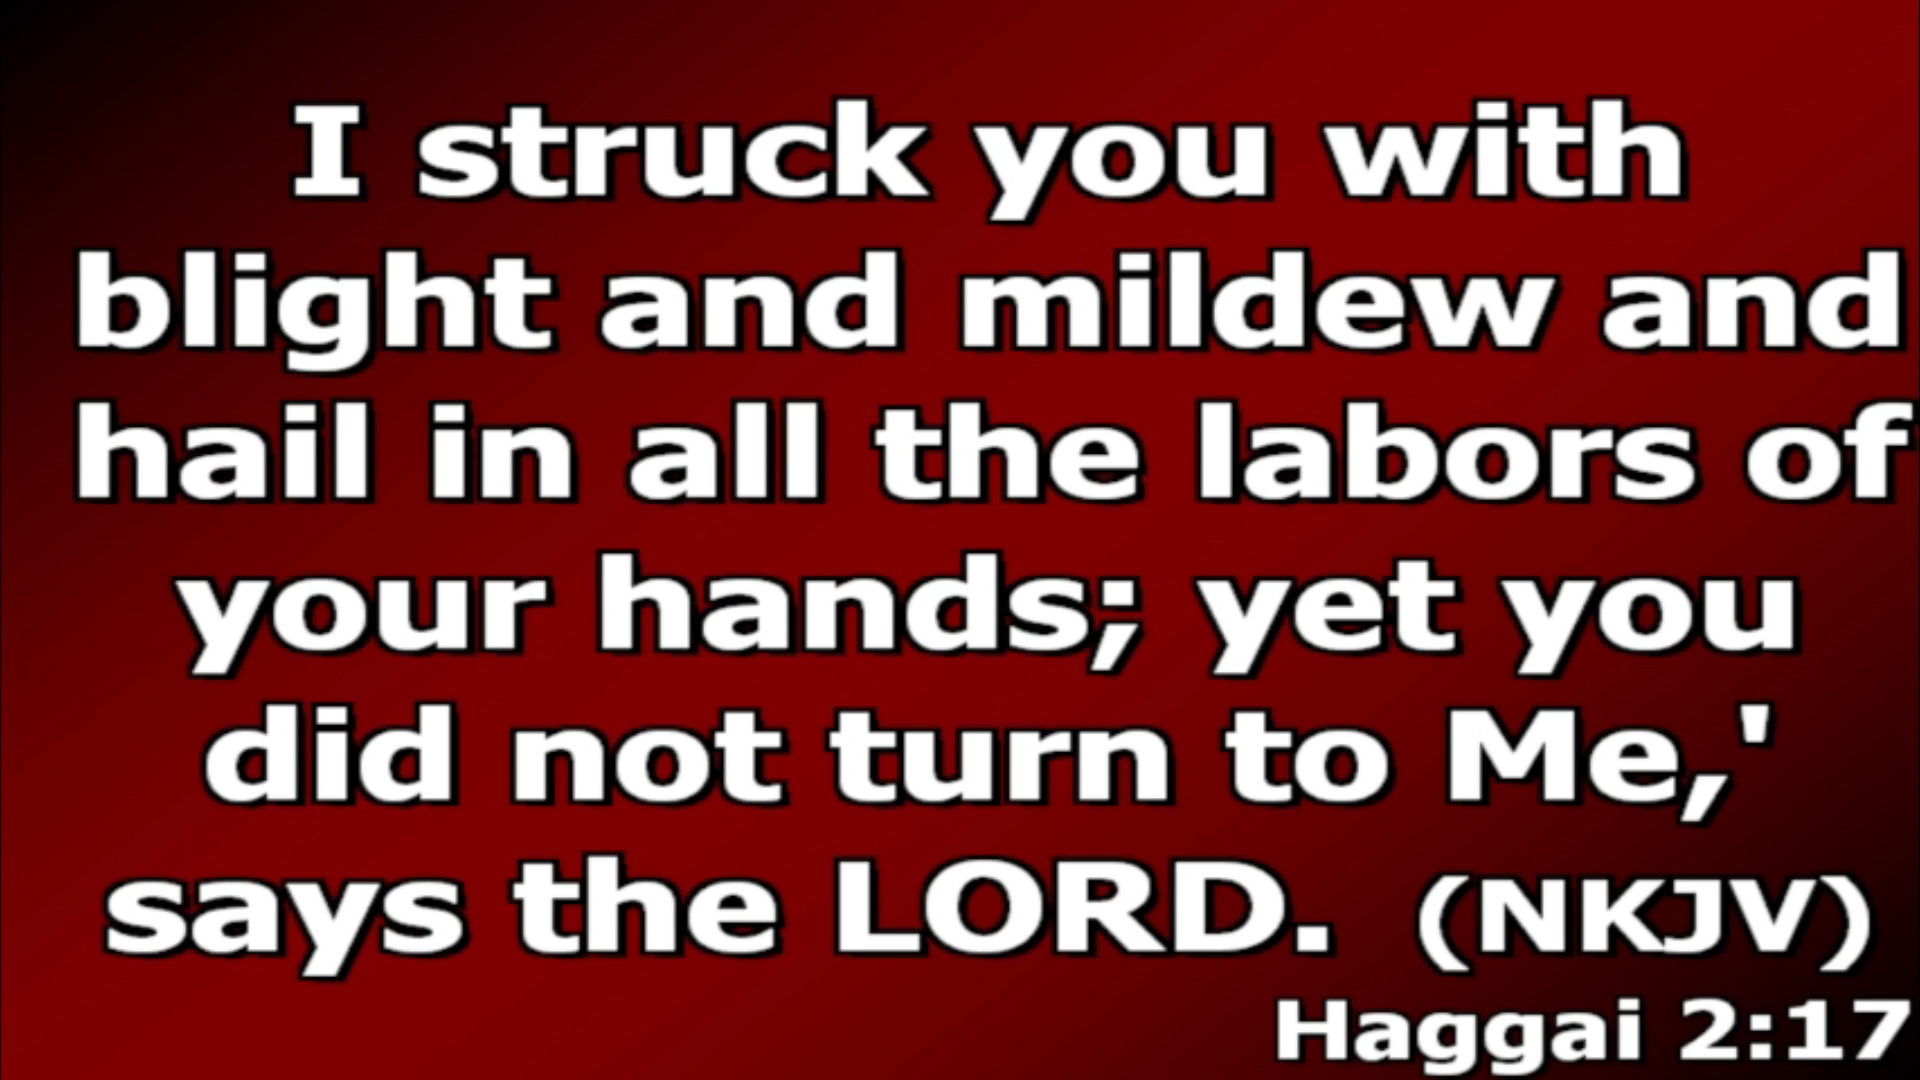 I struck you with
blight and mildew and
hail in all the labors of
your hands; yet you
did not turn to Me,'
says the LORD. (NKJV)
Haggai 2:17